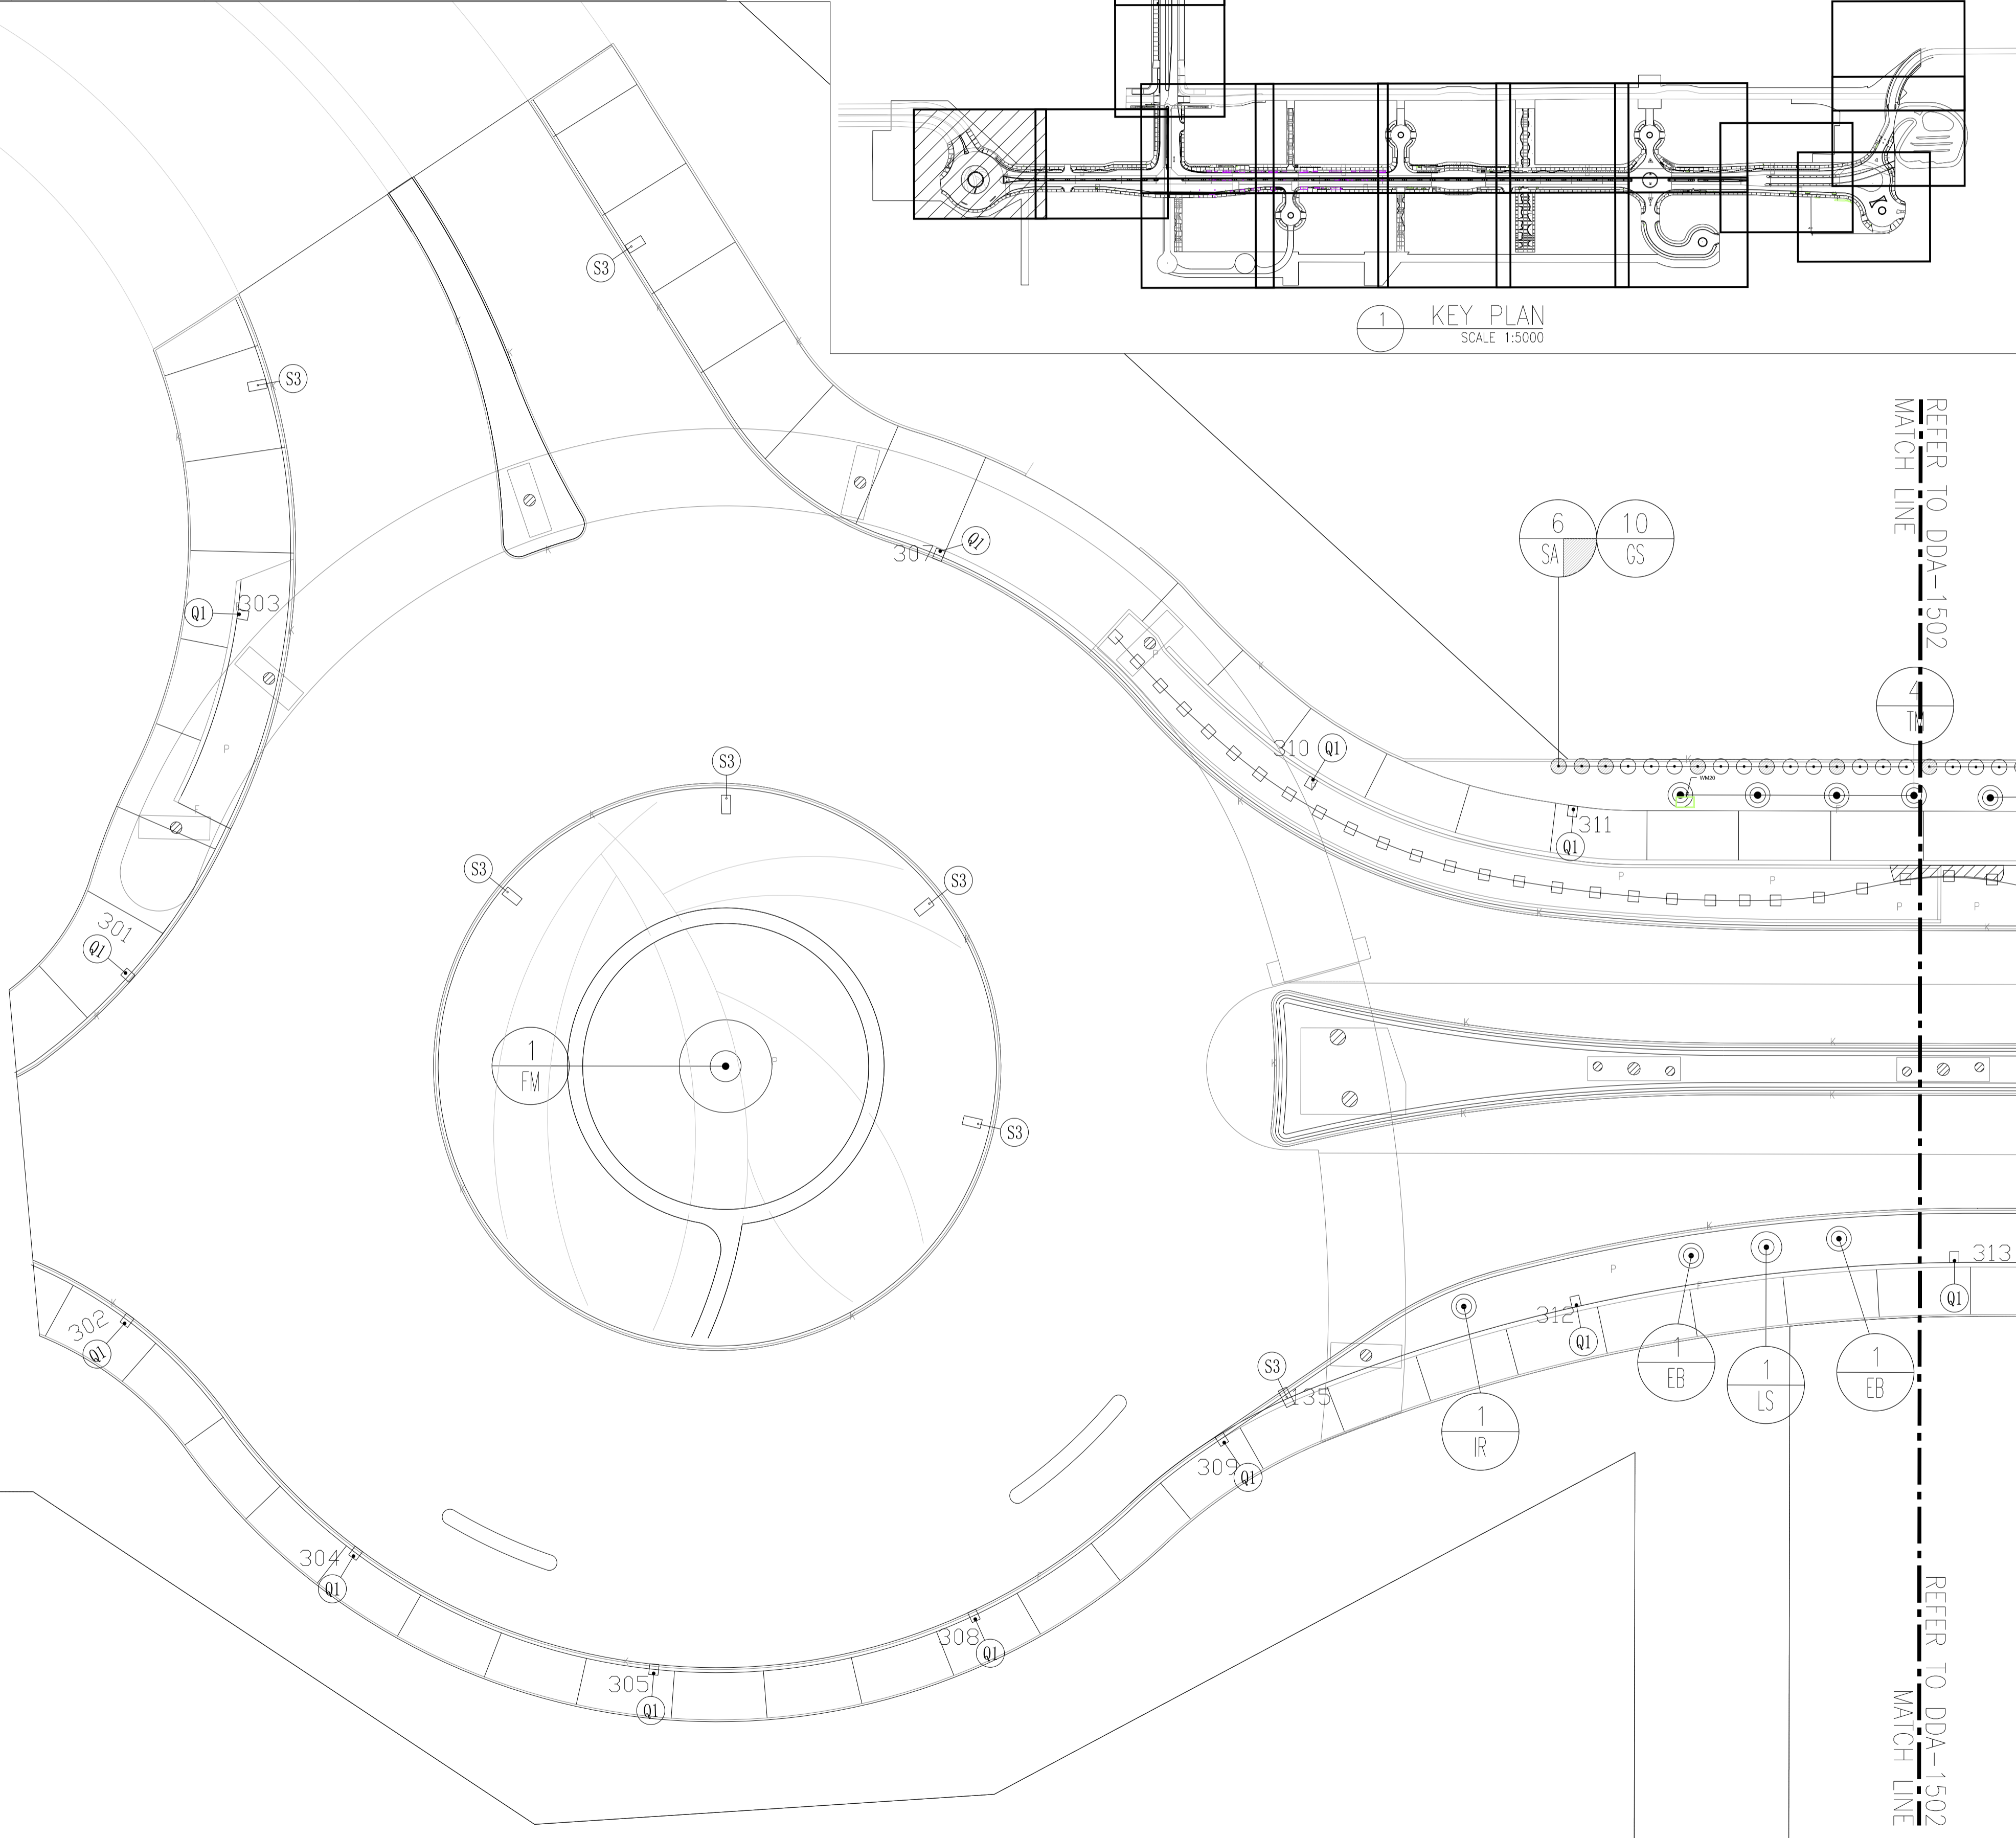 1
KEY PLAN
SCALE 1:5000
K
S3
K
K
K
S3
K
K
REFER TO DDA-1502
MATCH LINE
6
SA
10
GS
Q1
307
K
303
Q1
K
P
K
P
4
TM
310
Q1
S3
K
WM20
P
F
K
K
F
311
Q1
S3
S3
K
P
P
P
P
K
K
K
301
Q1
K
K
K
K
1
FM
P
K
K
S3
K
K
K
313
P
F
Q1
K
302
Q1
K
312
Q1
1
EB
1
LS
1
EB
S3
135
1
IR
309
Q1
304
Q1
F
308
Q1
K
305
Q1
REFER TO DDA-1502
MATCH LINE